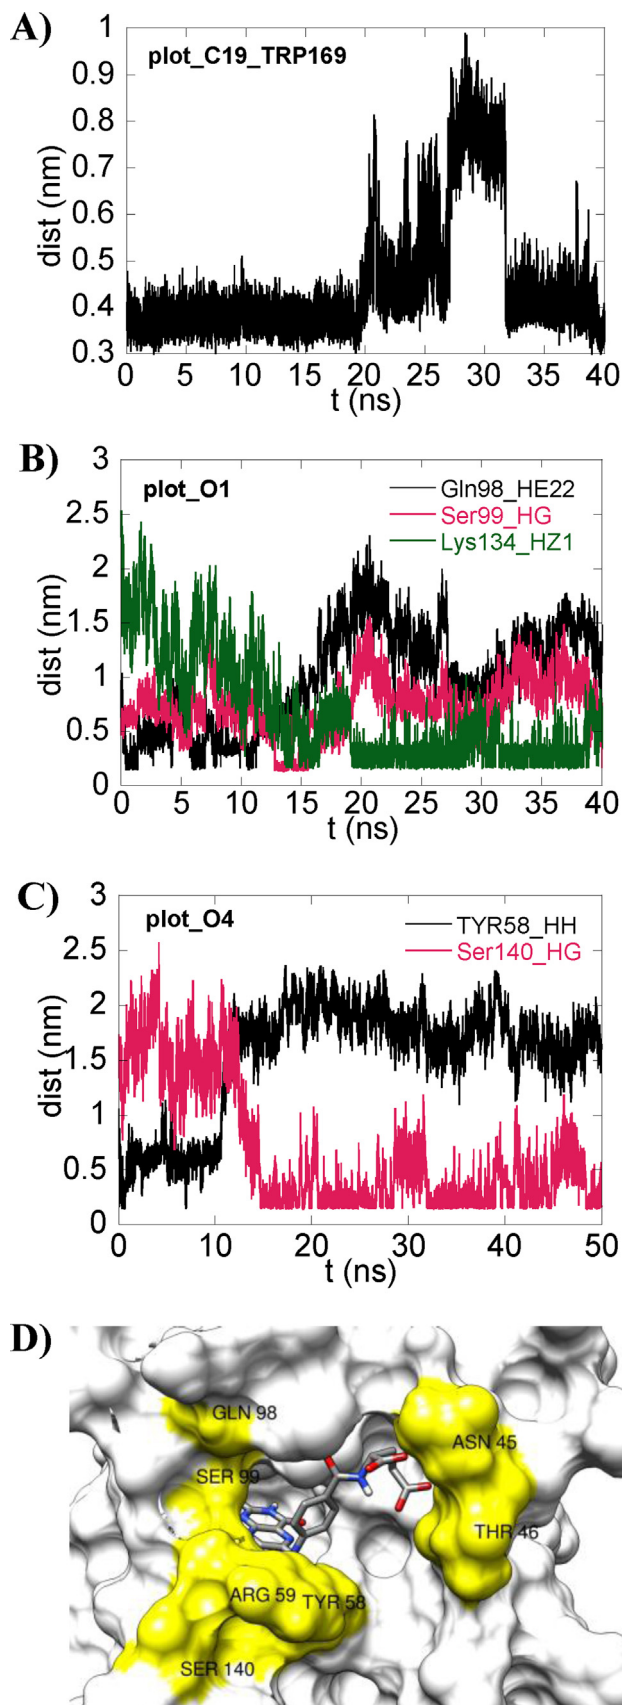 A)
plot_C19_TRP169
1
0.9
0.8
0.7
0.6
0.5
0.4
0.3
dist (nm)
0 5 10 15 20 25 30 35 40
t (ns)
B)
plot_O1
Gln98_HE22
Ser99_HG
Lys134_HZ1
3
2.5
2
1.5
1
0.5
0
dist (nm)
0 5 10 15 20 25 30 35 40
t (ns)
C)
plot_O4
TYR58_HH
Ser140_HG
3
2.5
2
1.5
1
0.5
0
dist (nm)
0 10 20 30 40 50
t (ns)
D)
GLN 98
ASN 45
SER 99
THR 46
ARG 59 TYR 58
SER 140